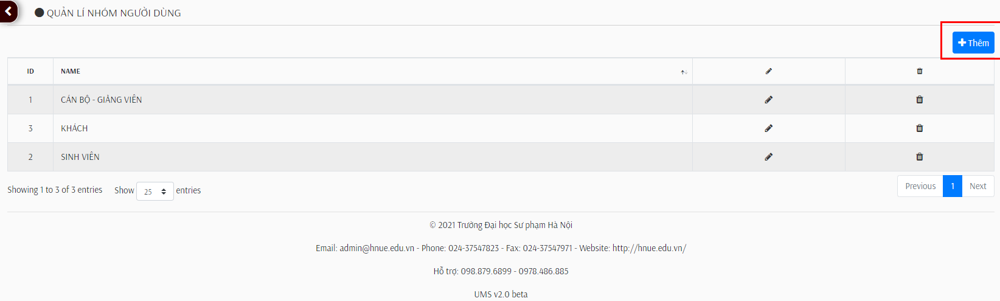 QUẢN LÍ NHÓM NGƯỜI DÙNG
Thêm
ID NAME
1 CÁN BỘ - GIẢNG VIÊN
3 KHÁCH
2 SINH VIÊN
Showing 1 to 3 of 3 entries Show 25 entries Previous 1 Next
© 2021 Trường Đại học Sư phạm Hà Nội
Email: admin@hnue.edu.vn - Phone: 024-37547823 - Fax: 024-37547971 - Website: http://hnue.edu.vn/
Hỗ trợ: 098.879.6899 - 0978.486.885
UMS v2.0 beta